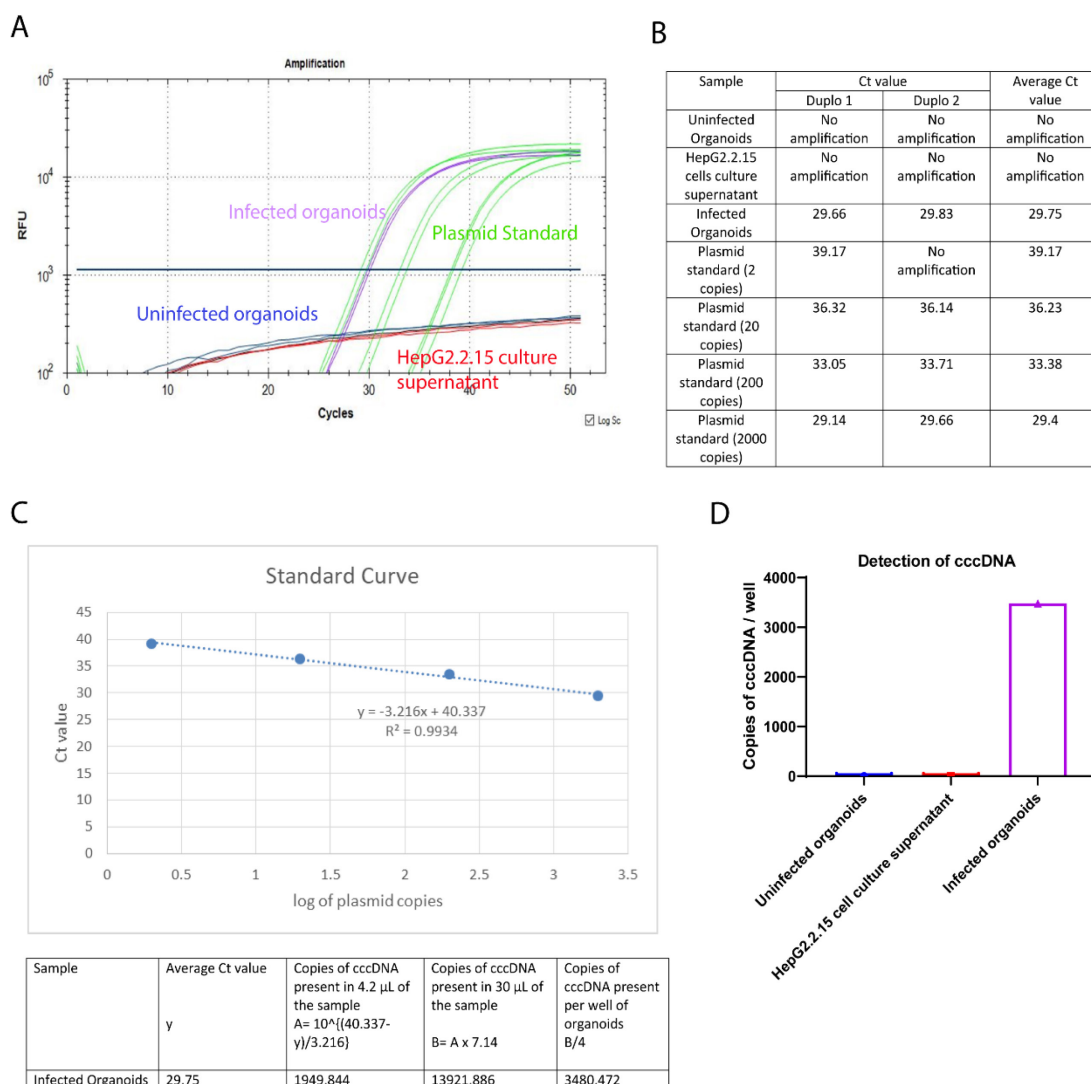 A
Amplification
10^5
10^4
10^3
10^2
RFU
Infected organoids
Plasmid Standard
Uninfected organoids
HepG2.2.15 culture
supernatant
0 10 20 30 40 50
Cycles
Log Sc
B
Sample Ct value Average Ct
value
Duplo 1 Duplo 2
Uninfected
Organoids
No
amplification
No
amplification
No
amplification
HepG2.2.15
cells culture
supernatant
No
amplification
No
amplification
No
amplification
Infected
Organoids
29.66 29.83 29.75
Plasmid
standard (2
copies)
39.17 No
amplification
39.17
Plasmid
standard (20
copies)
36.32 36.14 36.23
Plasmid
standard (200
copies)
33.05 33.71 33.38
Plasmid
standard (2000
copies)
29.14 29.66 29.4
C
Standard Curve
45
40
35
30
25
20
15
10
5
0
Ct value
y = -3.216x + 40.337
R² = 0.9934
0 0.5 1 1.5 2 2.5 3 3.5
log of plasmid copies
Sample
Average Ct value
y
Copies of cccDNA
present in 4.2 µL of
the sample
A= 10^{(40.337-
y)/3.216}
Copies of cccDNA
present in 30 µL of
the sample
B= A x 7.14
Copies of
cccDNA present
per well of
organoids
B/4
Infected Organoids 29.75 1949.844 13921.886 3480.472
D
Detection of cccDNA
4000
3000
2000
1000
0
Copies of cccDNA / well
Uninfected organoids
HepG2.2.15 cell culture supernatant
Infected organoids